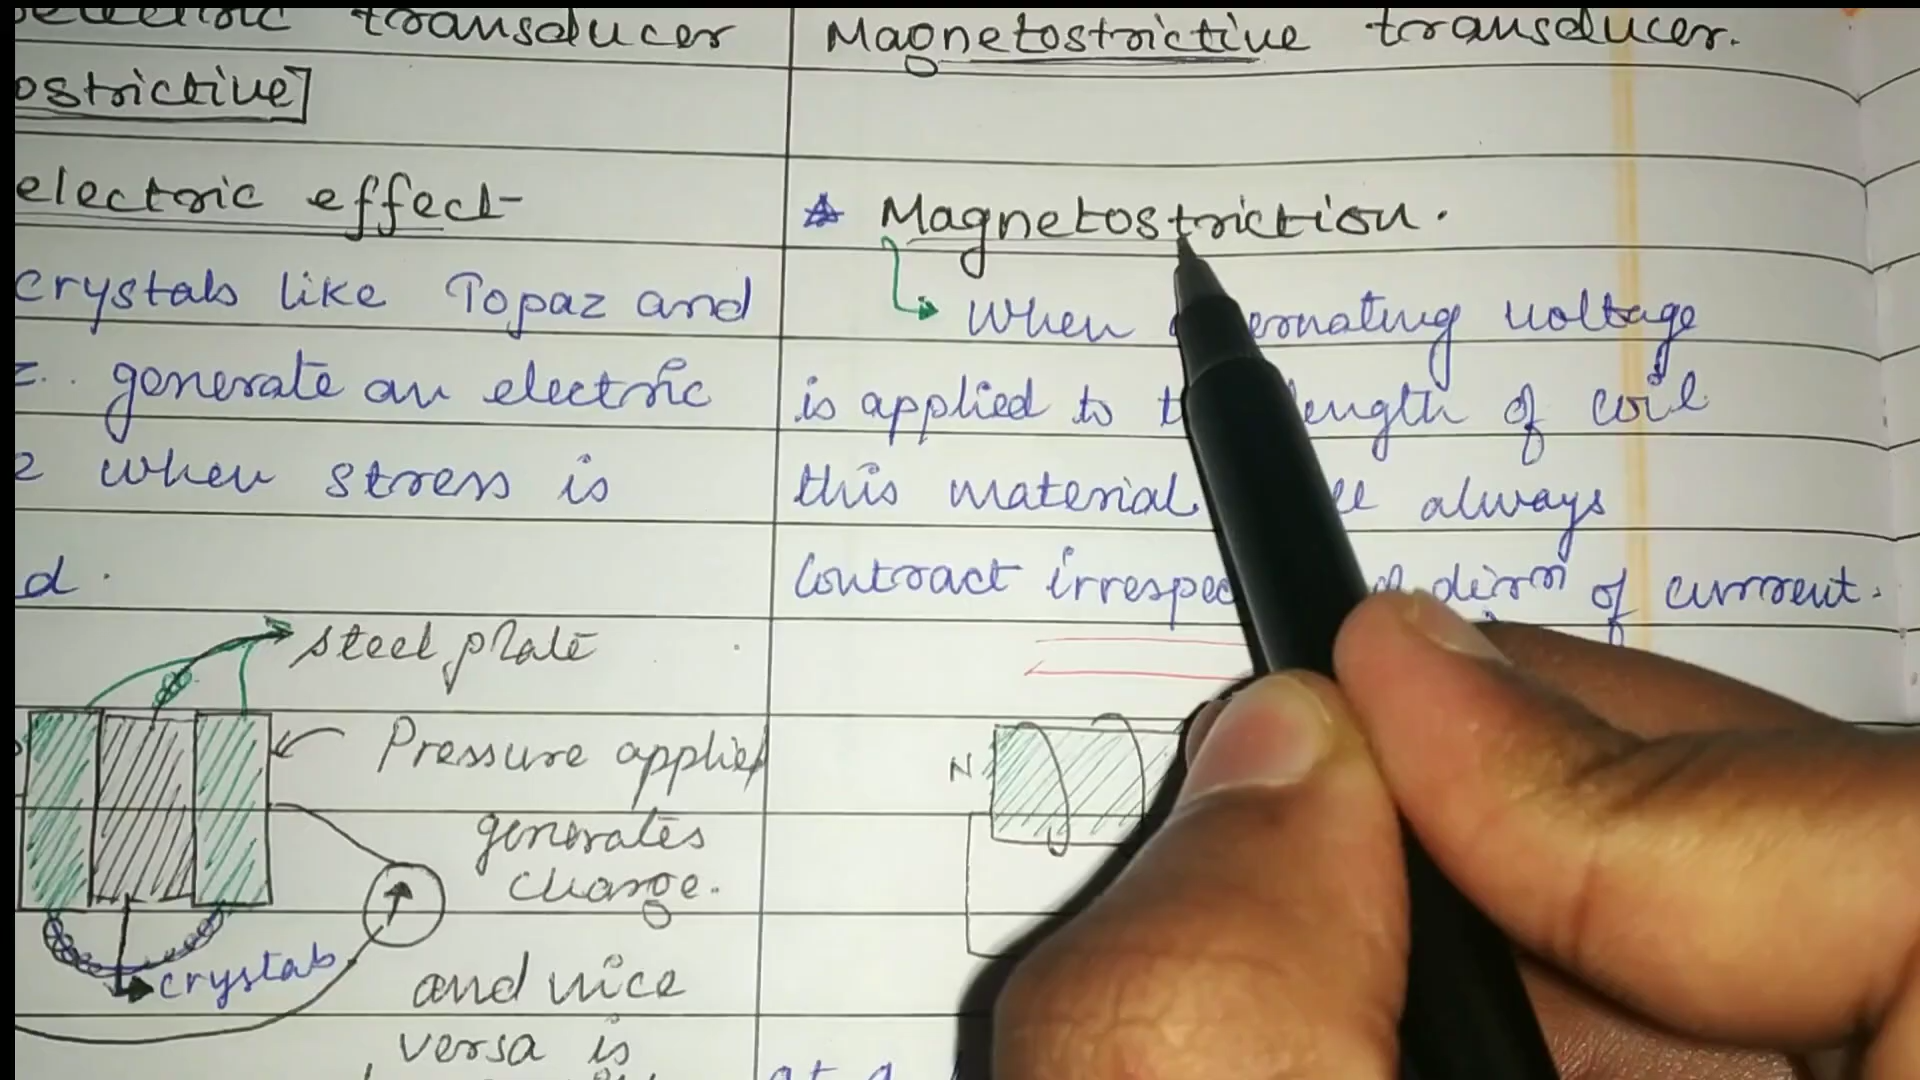 transducer
ostrictive]
electric effect-
crystals like Topaz and
z.. generate an electric
when stress is
d.
steel plate
Pressure applied
generates
charge.
crystals
and vice
versa is
Magnetostrictive transducer.
Magnetostriction.
When voltage
is applied to length of coil
this material always
contract dirn of current.
N
at a